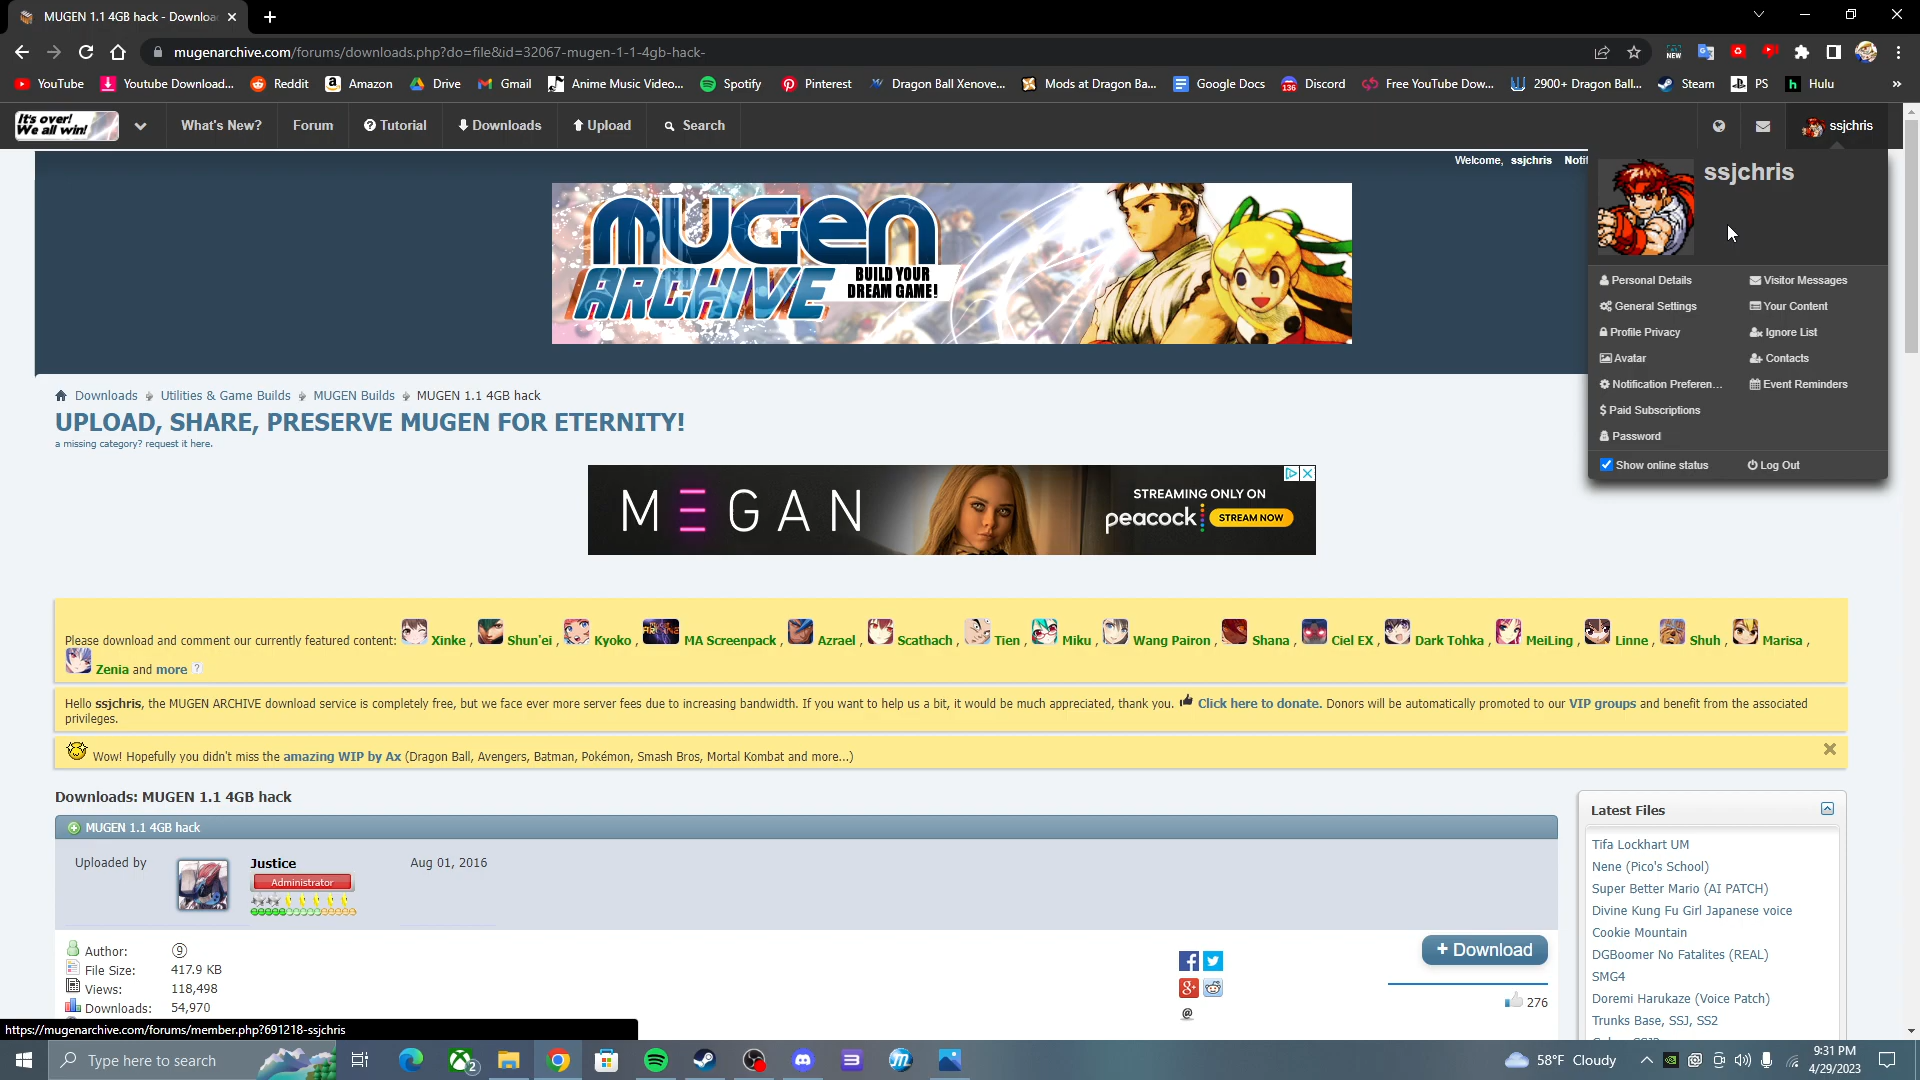 MUGEN 1.1 4GB hack - Downloa
mugenarchive.com/forums/downloads.php?do=file&id=32067-mugen-1-1-4gb-hack-
NEW
YouTube Youtube Download... Reddit Amazon Drive Gmail Anime Music Video... Spotify Pinterest Dragon Ball Xenove... Mods at Dragon Ba... Google Docs 136 Discord Free YouTube Dow... 2900+ Dragon Ball... Steam PS Hulu »
It's over!
We all win!
What's New? Forum Tutorial Downloads Upload Search ssjchris
Welcome, ssjchris Notif
ssjchris
MUGEN
ARCHIVE
BUILD YOUR
DREAM GAME!
Personal Details Visitor Messages
General Settings Your Content
Profile Privacy Ignore List
Avatar Contacts
Notification Preferen... Event Reminders
Paid Subscriptions
Password
Show online status Log Out
Downloads Utilities & Game Builds MUGEN Builds MUGEN 1.1 4GB hack
UPLOAD, SHARE, PRESERVE MUGEN FOR ETERNITY!
a missing category? request it here.
M3GAN
STREAMING ONLY ON
peacock STREAM NOW
Please download and comment our currently featured content: Xinke , Shun'ei , Kyoko , MA Screenpack , Azrael , Scathach , Tien , Miku , Wang Pairon , Shana , Ciel EX , Dark Tohka , MeiLing , Linne , Shuh , Marisa ,
Zenia and more ?
Hello ssjchris, the MUGEN ARCHIVE download service is completely free, but we face ever more server fees due to increasing bandwidth. If you want to help us a bit, it would be much appreciated, thank you. Click here to donate. Donors will be automatically promoted to our VIP groups and benefit from the associated
privileges.
Wow! Hopefully you didn't miss the amazing WIP by Ax (Dragon Ball, Avengers, Batman, Pokémon, Smash Bros, Mortal Kombat and more...)
Downloads: MUGEN 1.1 4GB hack
MUGEN 1.1 4GB hack
Uploaded by Justice Aug 01, 2016
Administrator
Author: ⑨
File Size: 417.9 KB
Views: 118,498
Downloads: 54,970
+ Download
276
Latest Files
Tifa Lockhart UM
Nene (Pico's School)
Super Better Mario (AI PATCH)
Divine Kung Fu Girl Japanese voice
Cookie Mountain
DGBoomer No Fatalites (REAL)
SMG4
Doremi Harukaze (Voice Patch)
Trunks Base, SSJ, SS2
https://mugenarchive.com/forums/member.php?691218-ssjchris
Type here to search
2
58°F Cloudy
9:31 PM
4/29/2023